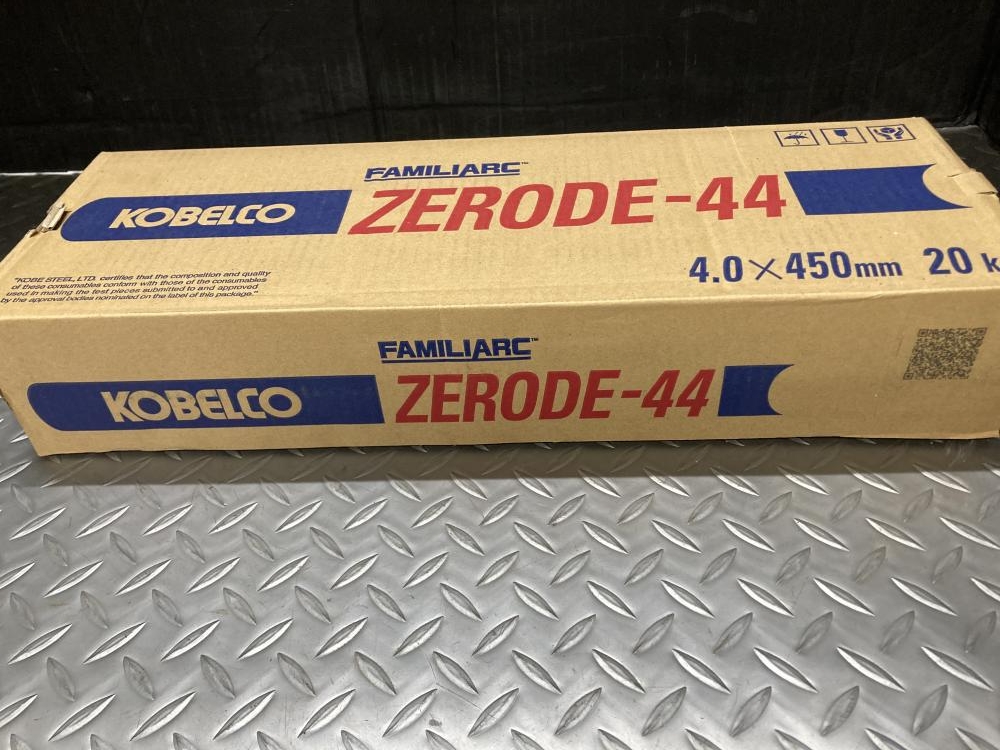 FAMILIARC™
KOBELCO ZERODE-44
4.0×450mm 20 k
"KOBE STEEL, LTD. certifies that the composition and quality
of these consumables conform with those of the consumables
used in making the test pieces submitted to and approved
by the approval bodies nominated on the label of this package."
FAMILIARC™
KOBELCO ZERODE-44